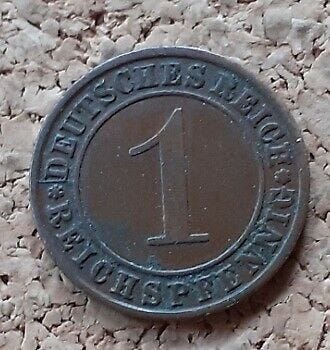 DEUTSCHES REICH
1
REICHSPFENNIG